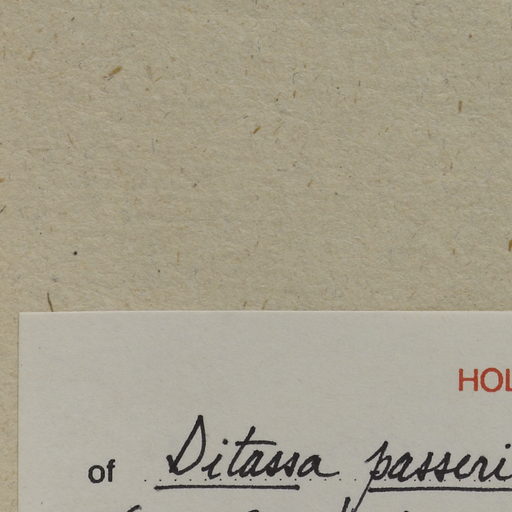 HOL
of Ditassa passeri